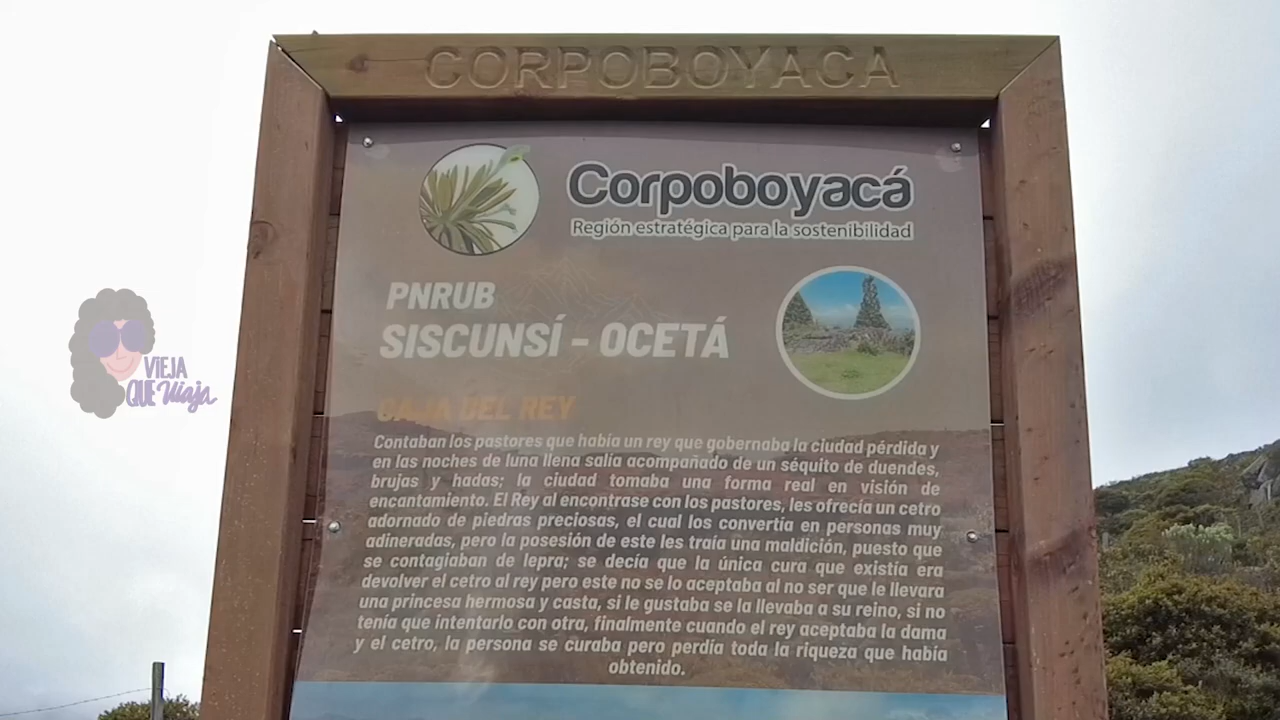 CORPOBOYACA
Corpoboyacá
Región estratégica para la sostenibilidad
PNRUB
SISCUNSÍ - OCETÁ
CAJA DEL REY
Contaban los pastores que había un rey que gobernaba la ciudad pérdida y
en las noches de luna llena salía acompañado de un séquito de duendes,
brujas y hadas; la ciudad tomaba una forma real en visión de
encantamiento. El Rey al encontrase con los pastores, les ofrecía un cetro
adornado de piedras preciosas, el cual los convertía en personas muy
adineradas, pero la posesión de este les traía una maldición, puesto que
se contagiaban de lepra; se decía que la única cura que existía era
devolver el cetro al rey pero este no se lo aceptaba al no ser que le llevara
una princesa hermosa y casta, si le gustaba se la llevaba a su reino, si no
tenía que intentarlo con otra, finalmente cuando el rey aceptaba la dama
y el cetro, la persona se curaba pero perdía toda la riqueza que había
obtenido.
VIEJA
QUE Viaja